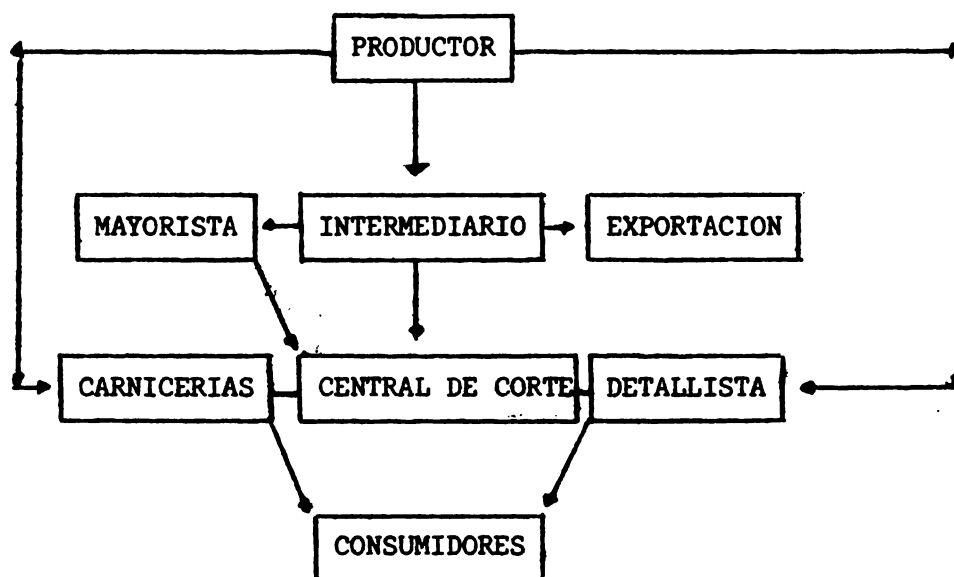 PRODUCTOR
MAYORISTA INTERMEDIARIO EXPORTACION
CARNICERIAS CENTRAL DE CORTE DETALLISTA
CONSUMIDORES